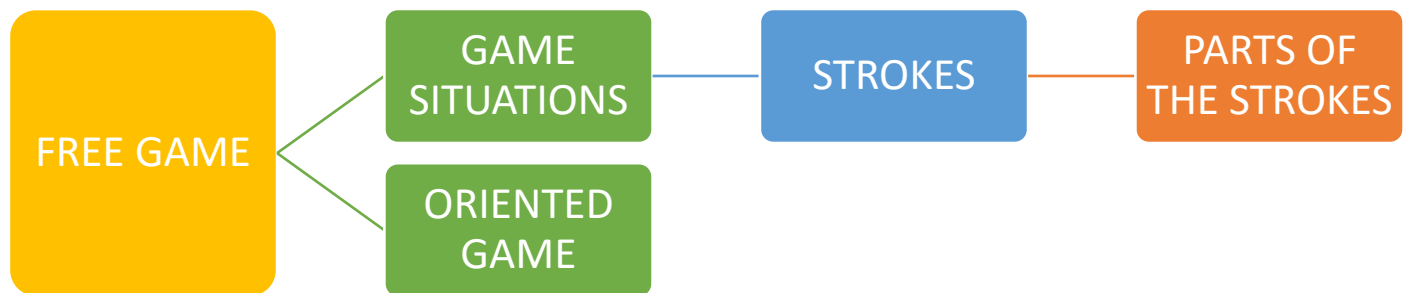 FREE GAME
GAME
SITUATIONS
ORIENTED
GAME
STROKES
PARTS OF
THE STROKES